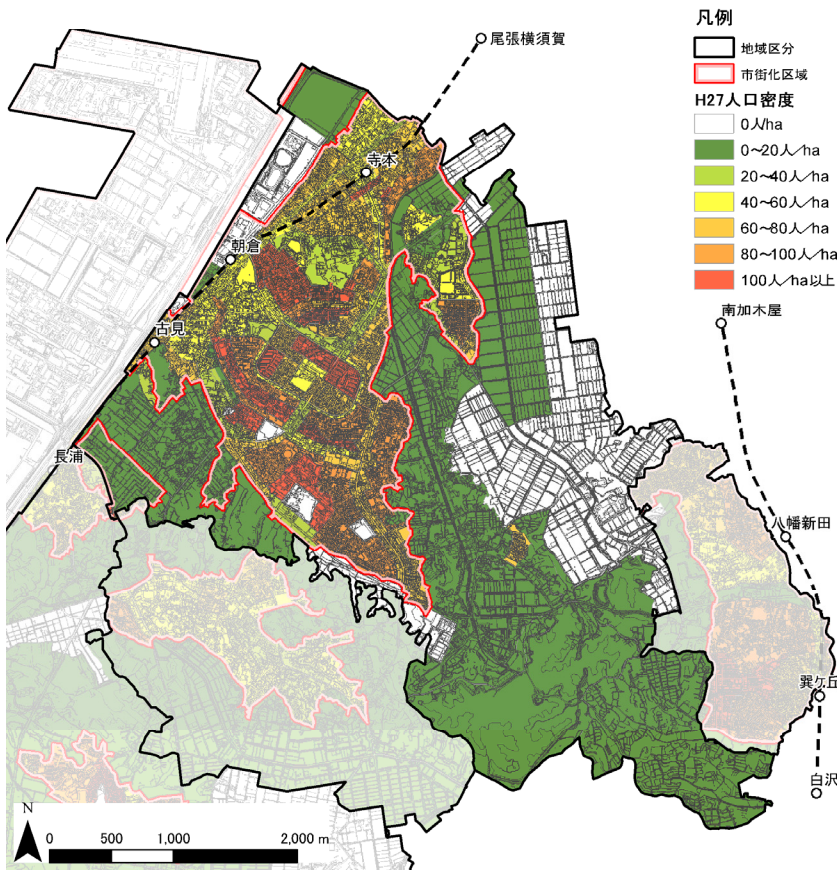 凡例
地域区分
市街化区域
H27人口密度
0人/ha
0～20人/ha
20～40人/ha
40～60人/ha
60～80人/ha
80～100人/ha
100人/ha以上
尾張横須賀
寺本
朝倉
古見
南加木屋
長浦
八幡新田
巽ケ丘
白沢
N
0 500 1,000 2,000 m